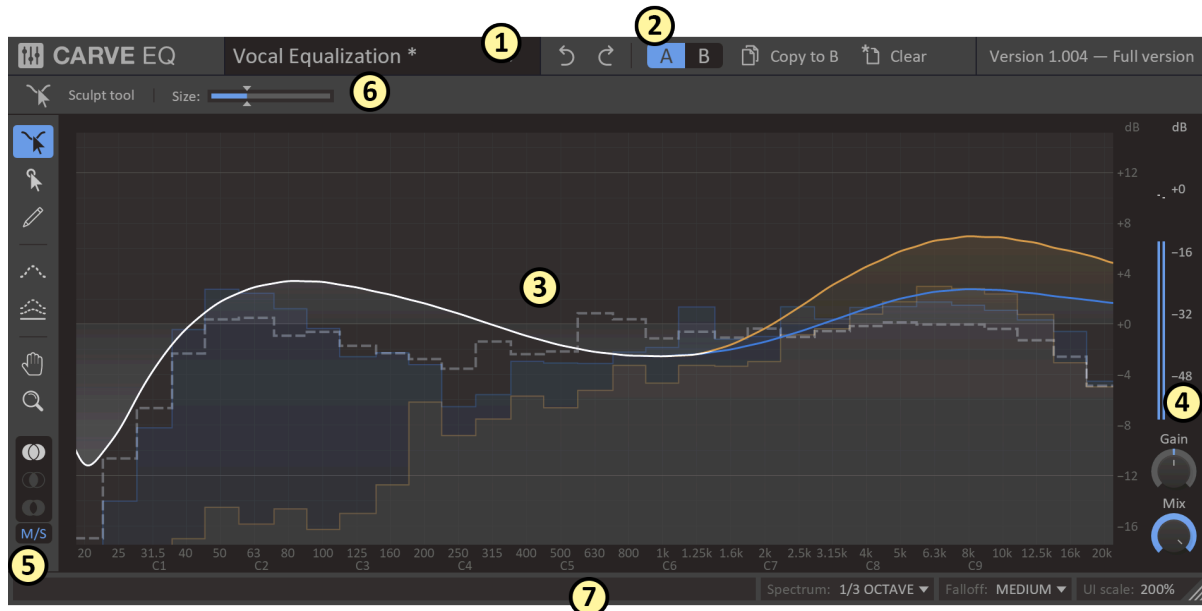 CARVE EQ Vocal Equalization * 1 2 A B Copy to B Clear Version 1.004 — Full version
Sculpt tool Size: 6
dB dB
+12
+0
+8
-16
+4
3
+0
-32
-4
-48
4
-8
Gain
-12
Mix
-16
M/S
20 25 31.5 40 50 63 80 100 125 160 200 250 315 400 500 630 800 1k 1.25k 1.6k 2k 2.5k 3.15k 4k 5k 6.3k 8k 10k 12.5k 16k 20k
C1 C2 C3 C4 C5 C6 C7 C8 C9
5
7 Spectrum: 1/3 OCTAVE Falloff: MEDIUM UI scale: 200%